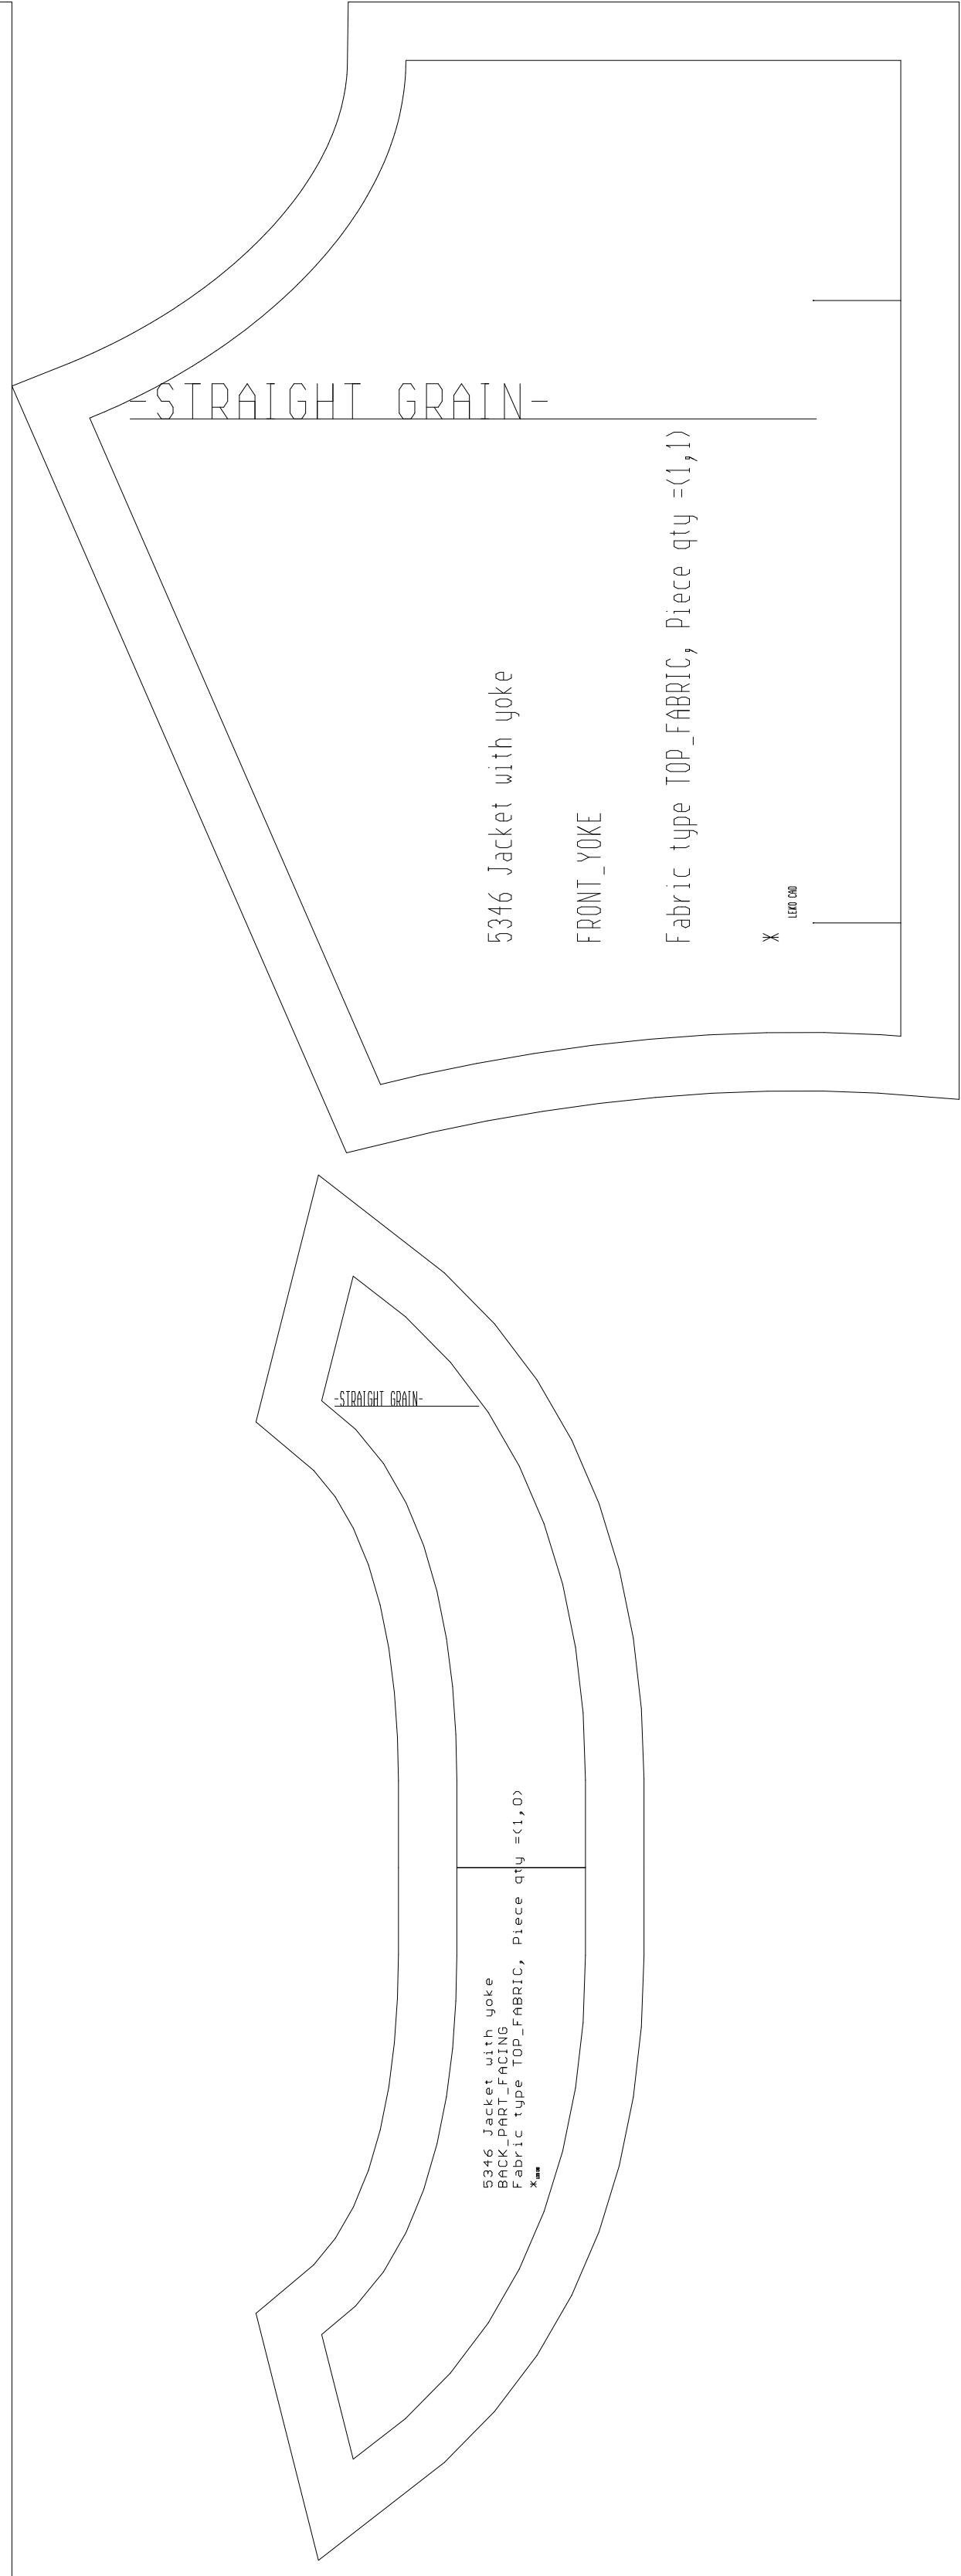 -STRAIGHT GRAIN-
5346 Jacket with yoke
FRONT_YOKE
Fabric type TOP_FABRIC, Piece qty =(1,1)
*
LEKO CAD
-STRAIGHT GRAIN-
5346 Jacket with yoke
BACK_PART_FACING
Fabric type TOP_FABRIC, Piece qty =(1,0)
*